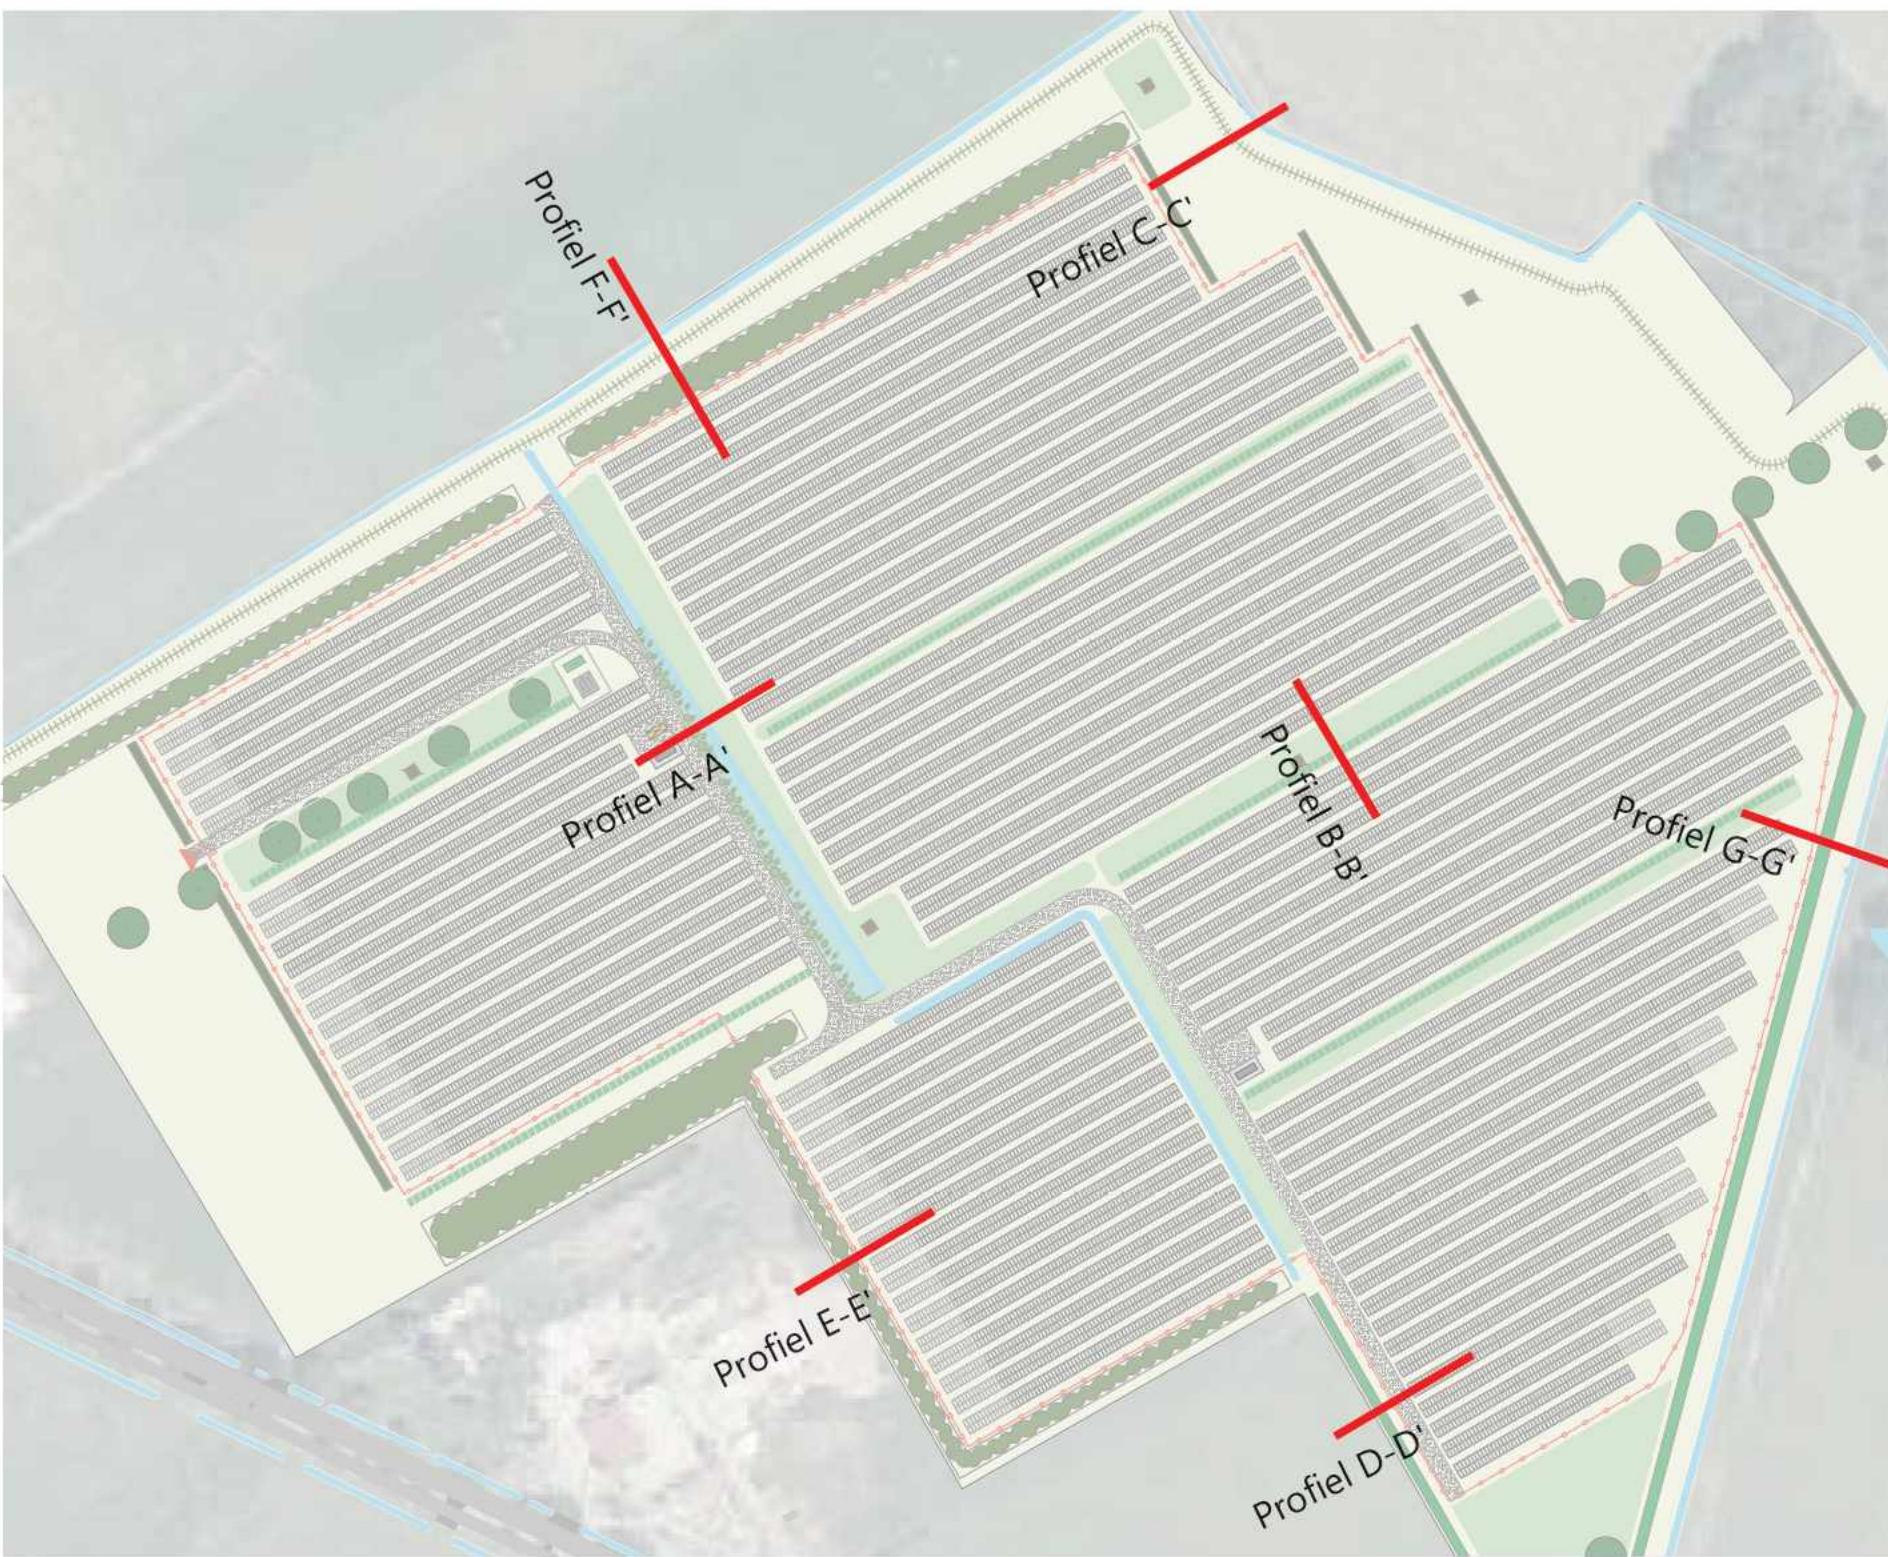 Profiel F-F'
Profiel C-C'
Profiel A-A'
Profiel B-B'
Profiel G-G'
Profiel E-E'
Profiel D-D'